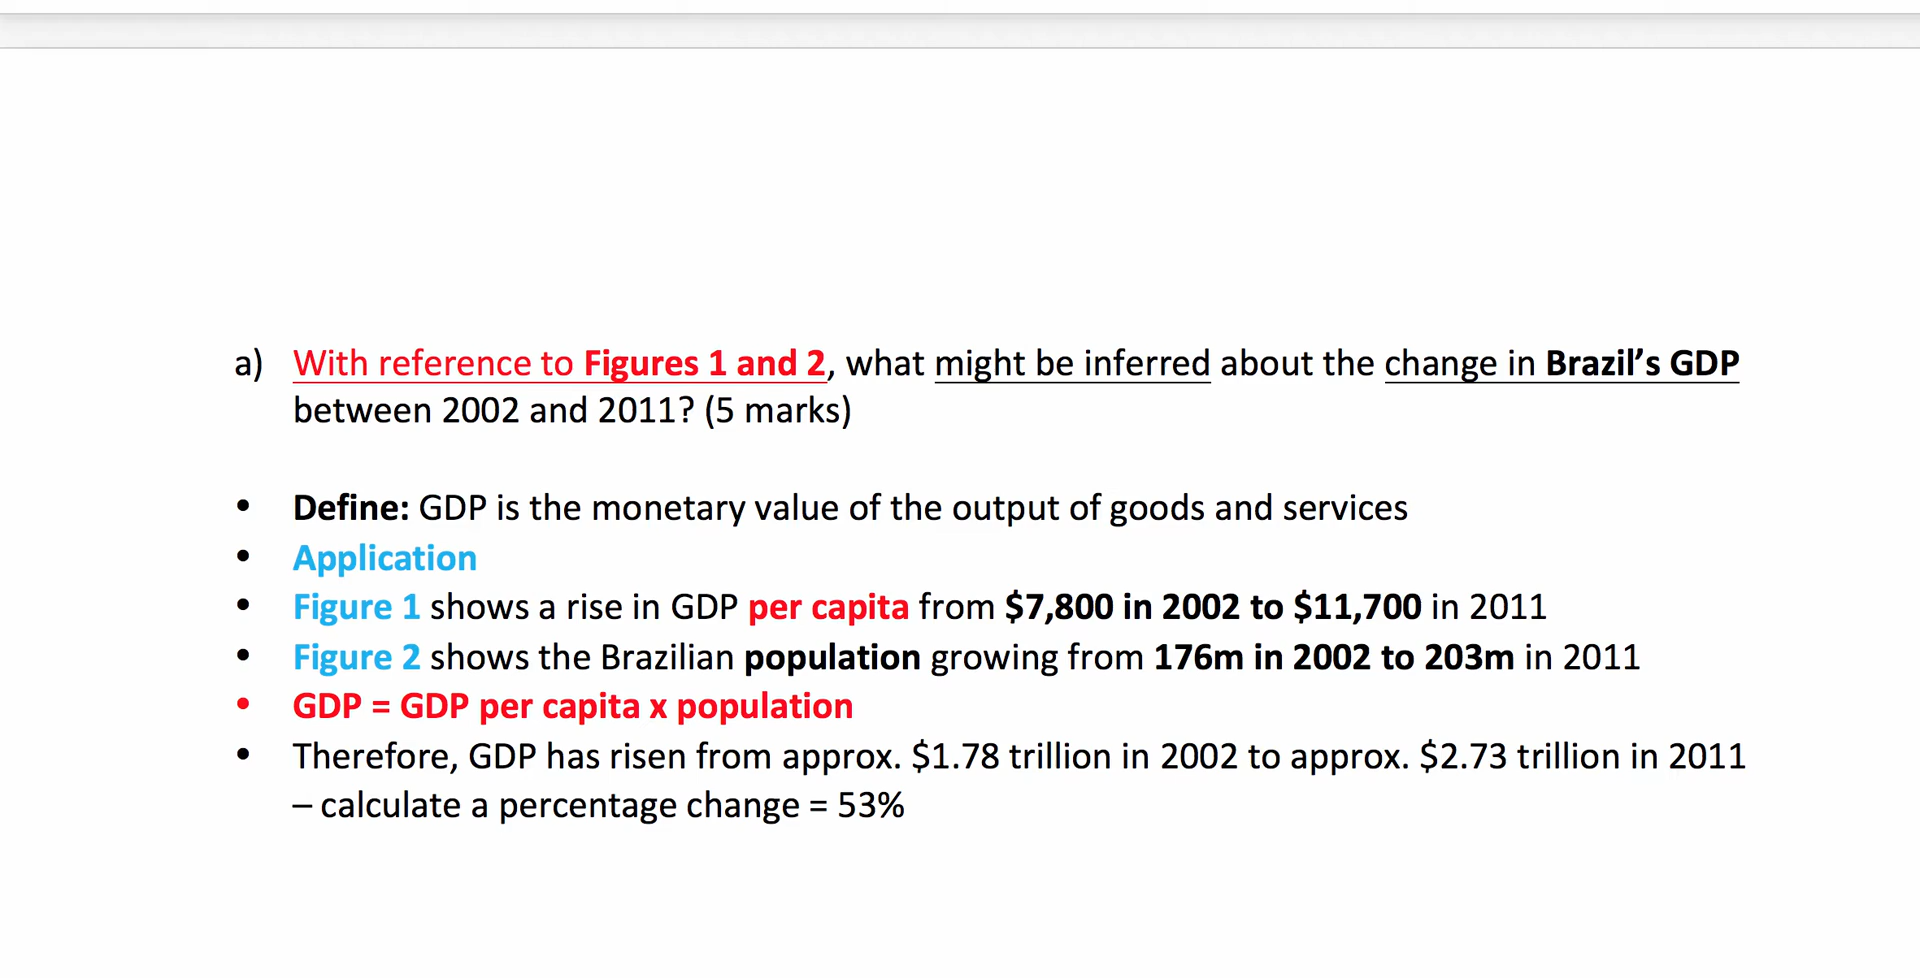 a) With reference to Figures 1 and 2, what might be inferred about the change in Brazil’s GDP
between 2002 and 2011? (5 marks)
• Define: GDP is the monetary value of the output of goods and services
• Application
• Figure 1 shows a rise in GDP per capita from $7,800 in 2002 to $11,700 in 2011
• Figure 2 shows the Brazilian population growing from 176m in 2002 to 203m in 2011
• GDP = GDP per capita x population
• Therefore, GDP has risen from approx. $1.78 trillion in 2002 to approx. $2.73 trillion in 2011
– calculate a percentage change = 53%